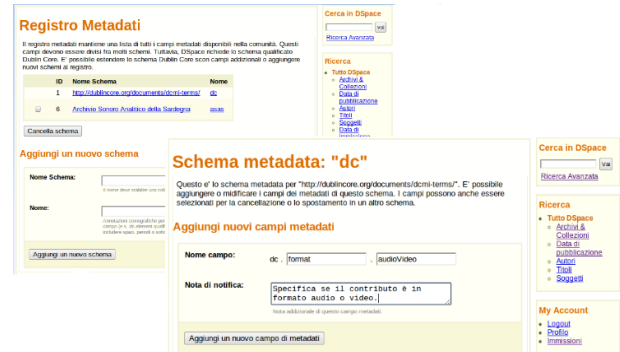 Registro Metadati
Il registro metadati mantiene una lista di tutti i campi metadati disponibili nella comunità. Questi
campi devono essere divisi fra molti schemi. Tuttavia, DSpace richiede lo schema qualificato
Dublin Core. E' possibile estendere lo schema Dublin Core scon campi addizionali o aggiungere
nuovi schemi al registro.
ID Nome Schema Nome
1 http://dublincore.org/documents/dcmi-terms/ dc
6 Archivio Sonoro Analitico della Sardegna asas
Cancella schema
Aggiungi un nuovo schema
Nome Schema:
Il nome deve
Nome:
Aggiungi un nuovo schema
Cerca in DSpace
Vai
Ricerca Avanzata
Ricerca
Tutto DSpace
Archivi &
Collezioni
Data di
pubblicazione
Autori
Titoli
Soggetti
Data di
Schema metadata: "dc"
Questo e' lo schema metadata per "http://dublincore.org/documents/dcmi-terms/". E' possibile
aggiungere o midificare i campi dei metadati di questo schema. I campi possono anche essere
selezionati per la cancellazione o lo spostamento in un altro schema.
Aggiungi nuovi campi metadati
Nome campo: dc . format . audioVideo
Nota di notifica: Specifica se il contributo è in
formato audio o video.
Nota addizionale di questo campo metadati.
Aggiungi un nuovo campo di metadati
Cerca in DSpace
Vai
Ricerca Avanzata
Ricerca
Tutto DSpace
Archivi &
Collezioni
Data di
pubblicazione
Autori
Titoli
Soggetti
My Account
Logout
Profilo
Immissioni